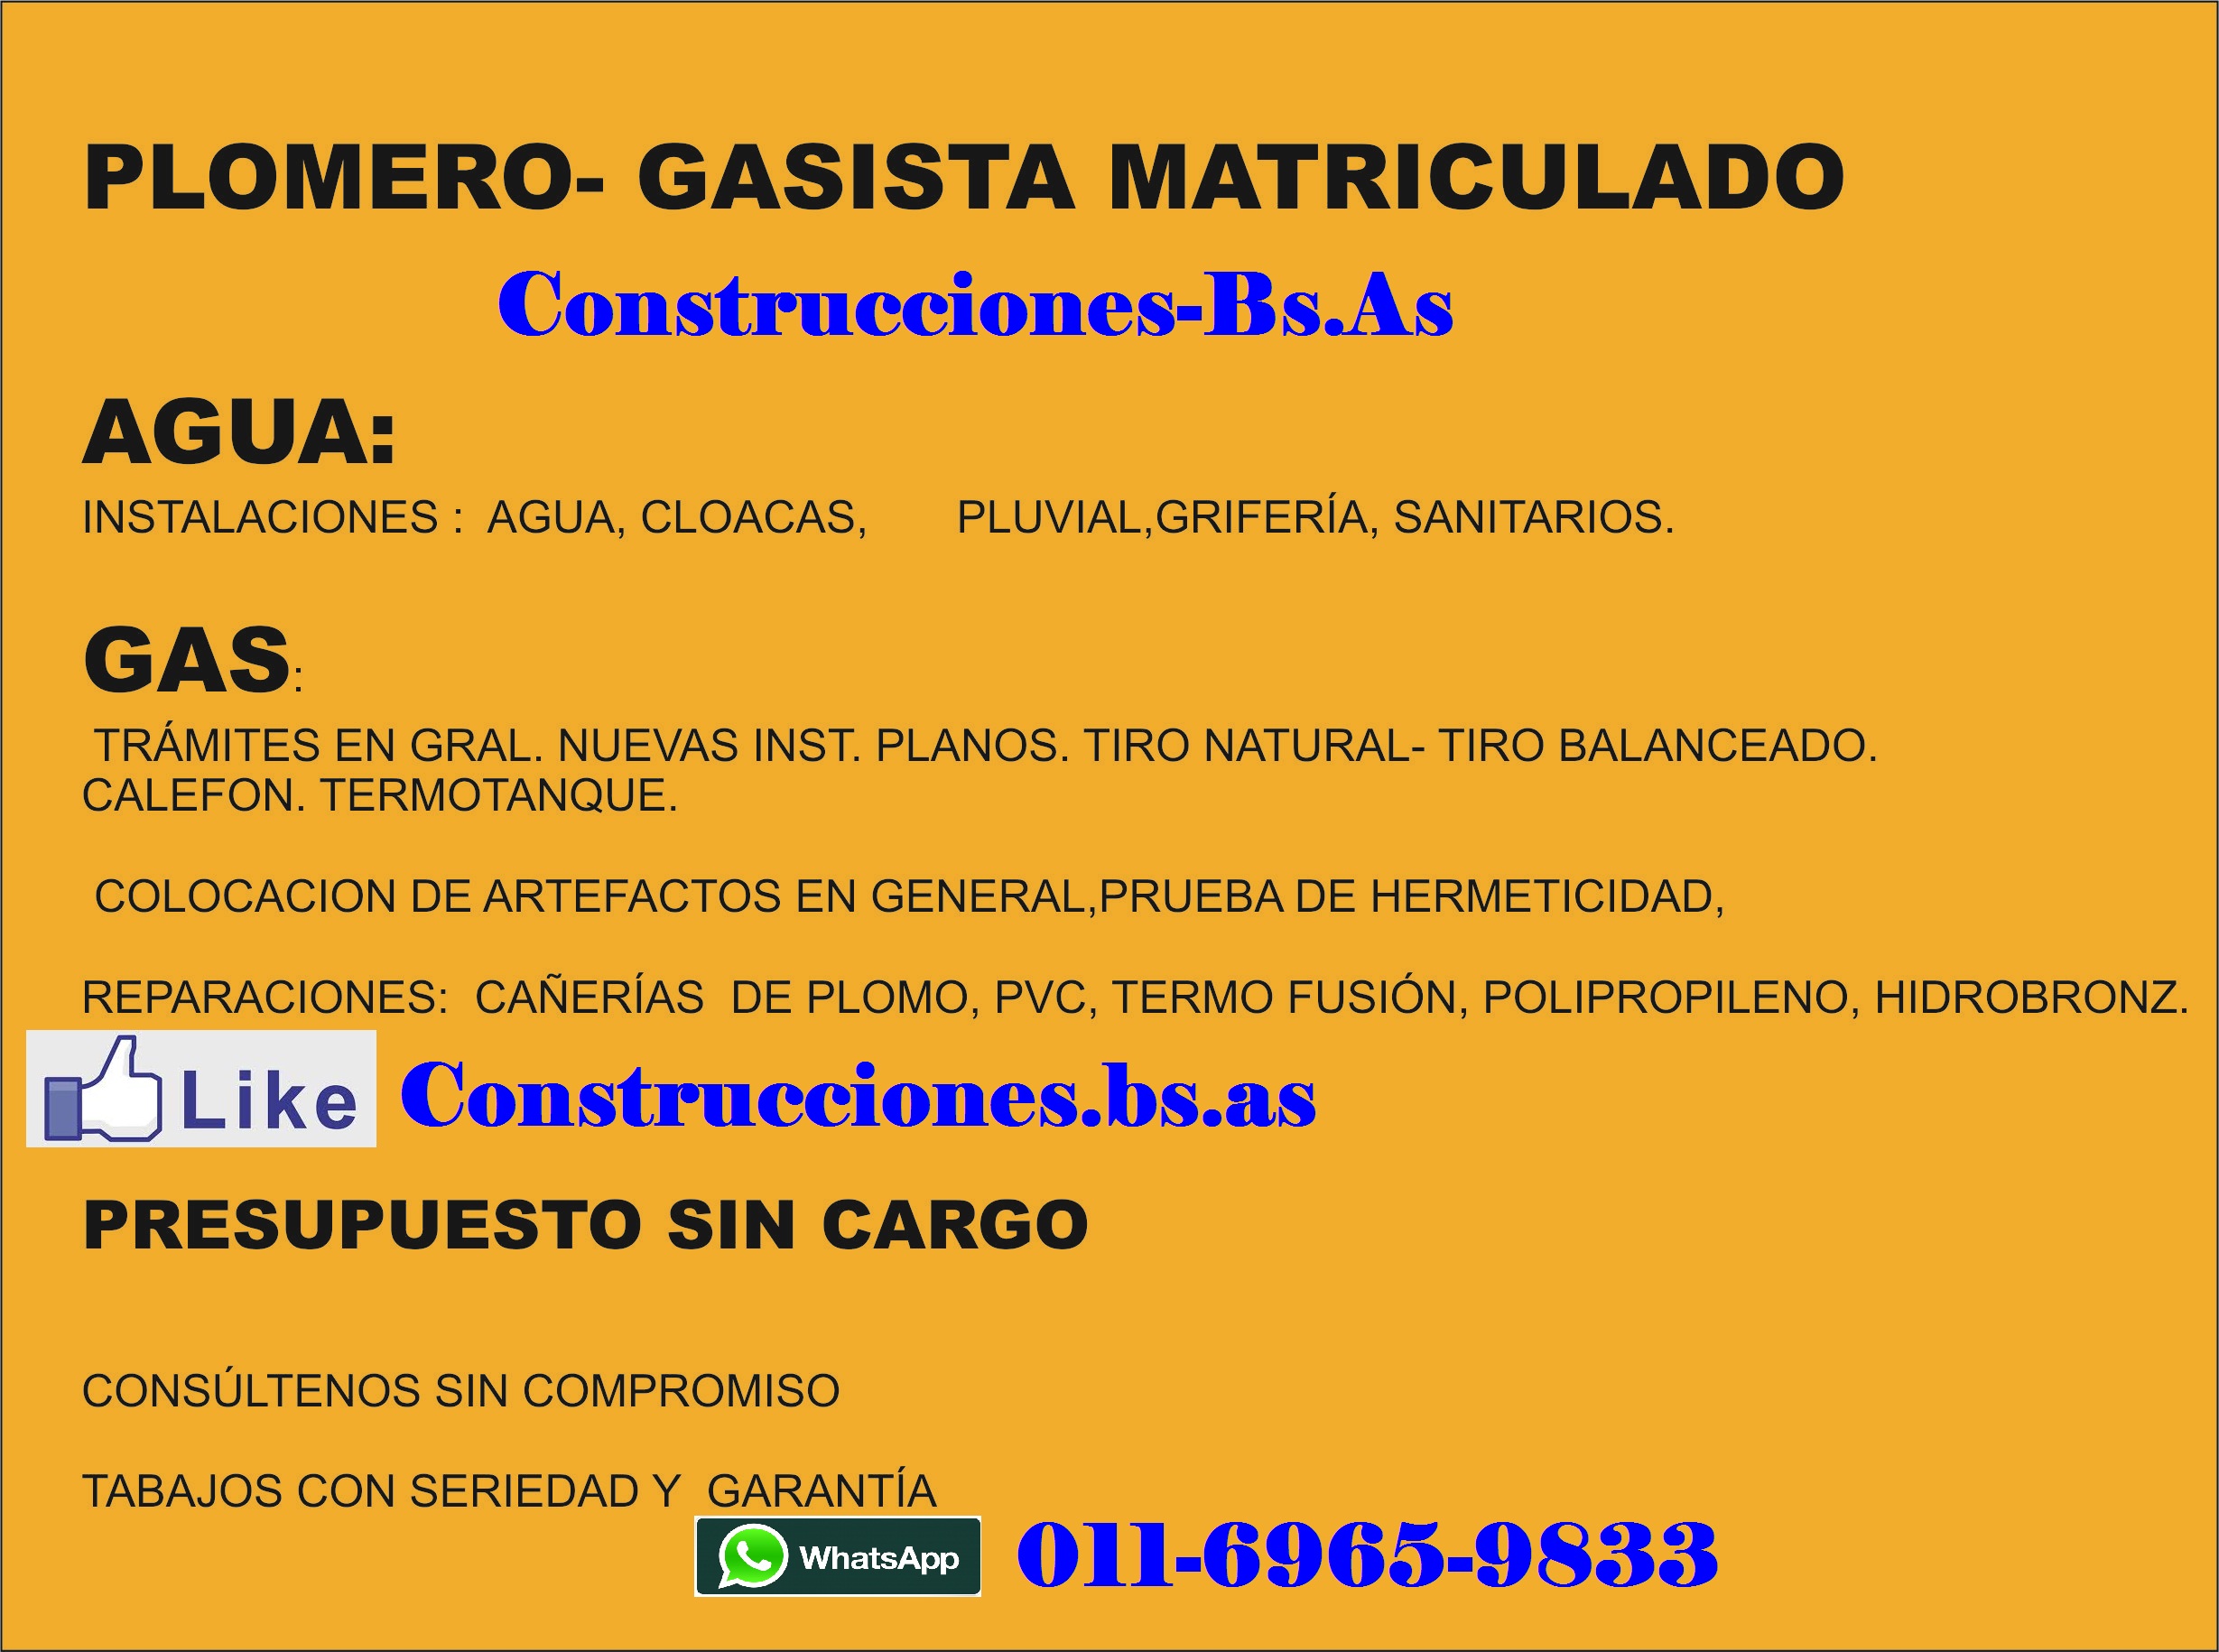 PLOMERO- GASISTA MATRICULADO
Construcciones-Bs.As
AGUA:
INSTALACIONES : AGUA, CLOACAS, PLUVIAL,GRIFERÍA, SANITARIOS.
GAS:
TRÁMITES EN GRAL. NUEVAS INST. PLANOS. TIRO NATURAL- TIRO BALANCEADO.
CALEFON. TERMOTANQUE.
COLOCACION DE ARTEFACTOS EN GENERAL,PRUEBA DE HERMETICIDAD,
REPARACIONES: CAÑERÍAS DE PLOMO, PVC, TERMO FUSIÓN, POLIPROPILENO, HIDROBRONZ.
Like Construcciones.bs.as
PRESUPUESTO SIN CARGO
CONSÚLTENOS SIN COMPROMISO
TABAJOS CON SERIEDAD Y GARANTÍA
WhatsApp 011-6965-9833